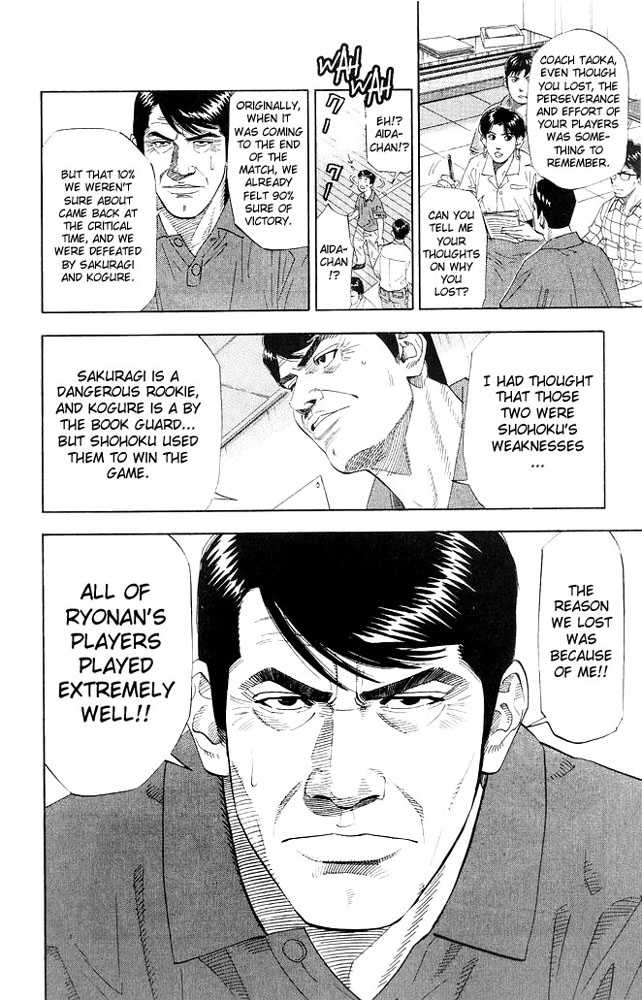 COACH TAOKA,
EVEN THOUGH
YOU LOST, THE
PERSEVERANCE
AND EFFORT OF
YOUR PLAYERS
WAS SOME-
THING TO
REMEMBER.
CAN YOU
TELL ME
YOUR
THOUGHTS
ON WHY
YOU
LOST?
WAH
WAH
ワー
ワー
EH!?
AIDA-
CHAN!?
AIDA-
CHAN
!?
ORIGINALLY,
WHEN IT
WAS COMING
TO THE END
OF THE
MATCH, WE
ALREADY
FELT 90%
SURE OF
VICTORY.
BUT THAT 10%
WE WEREN'T
SURE ABOUT
CAME BACK AT
THE CRITICAL
TIME, AND WE
WERE DEFEATED
BY SAKURAGI
AND KOGURE.
I HAD THOUGHT
THAT THOSE
TWO WERE
SHOHOKU'S
WEAKNESSES
...
SAKURAGI IS A
DANGEROUS ROOKIE,
AND KOGURE IS A BY
THE BOOK GUARD...
BUT SHOHOKU USED
THEM TO WIN THE
GAME.
THE
REASON
WE LOST
WAS
BECAUSE
OF ME!!
ALL OF
RYONAN'S
PLAYERS
PLAYED
EXTREMELY
WELL!!